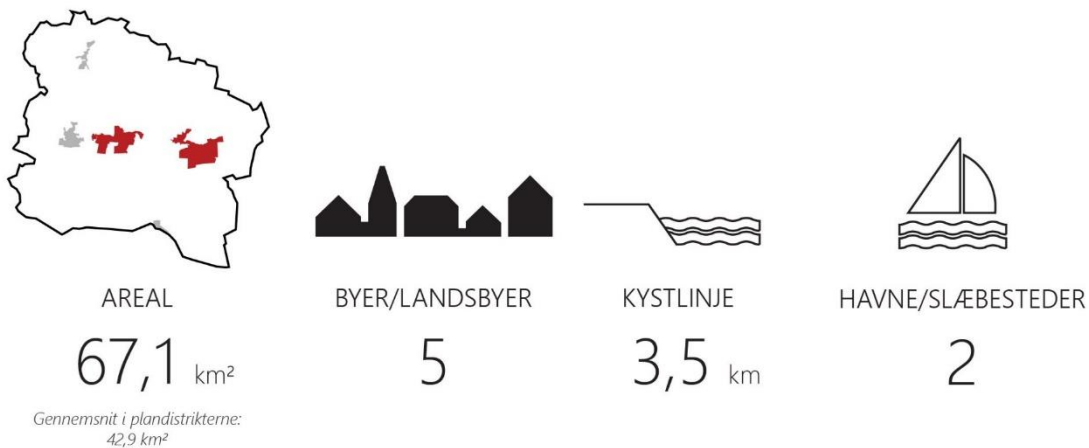 AREAL
67,1 km²
Gennemsnit i plandistrikterne:
42,9 km²
BYER/LANDSBYER
5
KYSTLINJE
3,5 km
HAVNE/SLÆBESTEDER
2